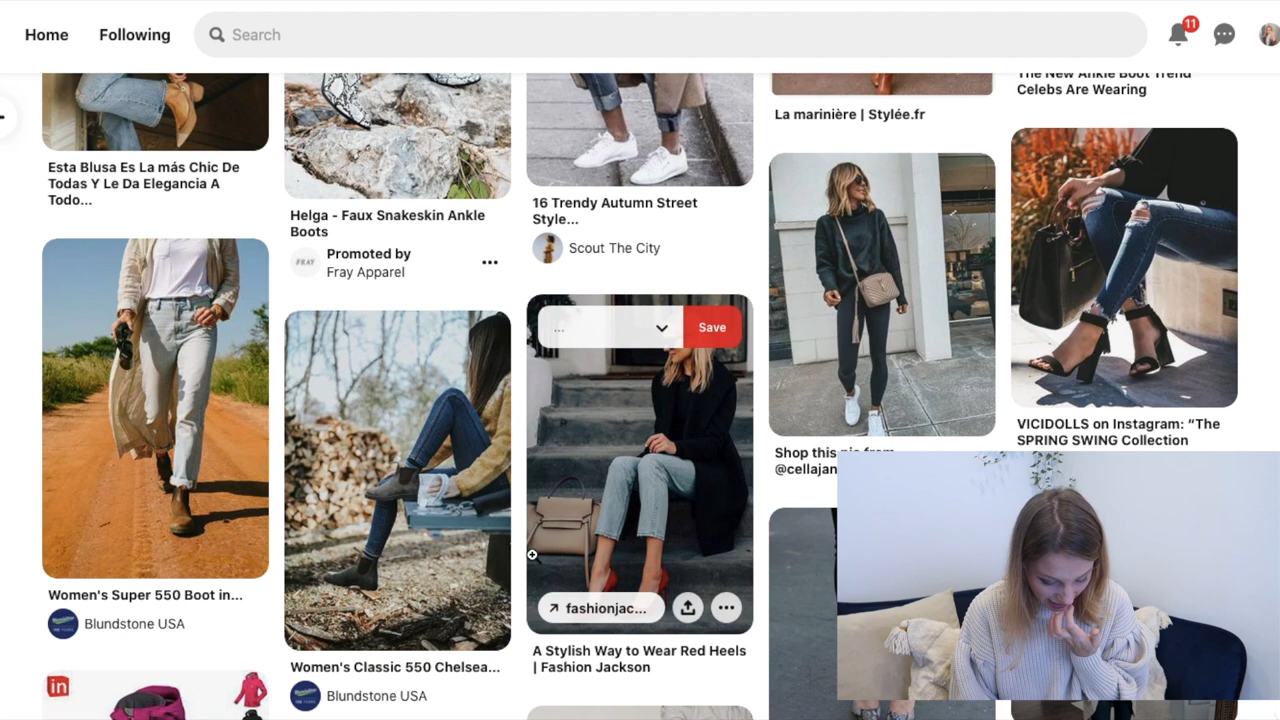 Home
Following
Search
11
Esta Blusa Es La más Chic De
Todas Y Le Da Elegancia A
Todo...
Women's Super 550 Boot in...
Blundstone USA
in
Helga - Faux Snakeskin Ankle
Boots
FRAY
Promoted by
Fray Apparel
Women's Classic 550 Chelsea...
Blundstone USA
16 Trendy Autumn Street
Style...
Scout The City
...
Save
fashionjac...
A Stylish Way to Wear Red Heels
| Fashion Jackson
La marinière | Stylée.fr
Shop this pic from
@cellajan
The New Ankle Boot Trend
Celebs Are Wearing
VICIDOLLS on Instagram: “The
SPRING SWING Collection